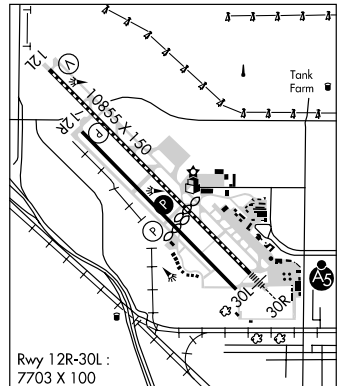 12L
V
10855 X 150
Tank
Farm
12R
P
P
P
30L
30R
A5
Rwy 12R-30L :
7703 X 100